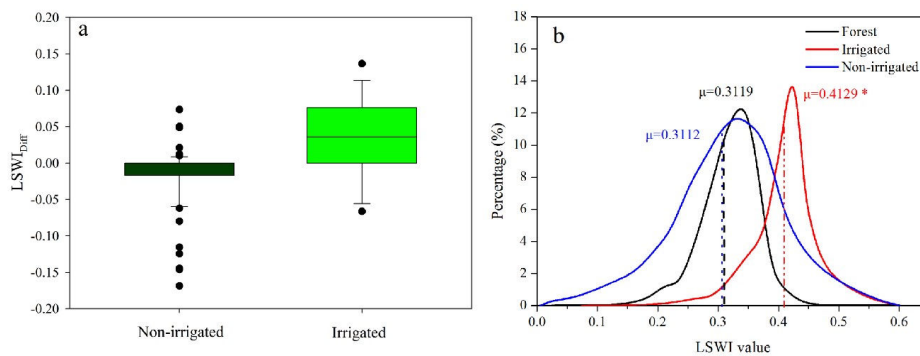 a
0.20
0.15
0.10
0.05
0.00
-0.05
-0.10
-0.15
-0.20
LSWI_Diff
Non-irrigated
Irrigated
b
18
16
14
12
10
8
6
4
2
0
Percentage (%)
Forest
Irrigated
Non-irrigated
μ=0.3119
μ=0.4129 *
μ=0.3112
0.0
0.1
0.2
0.3
0.4
0.5
0.6
LSWI value